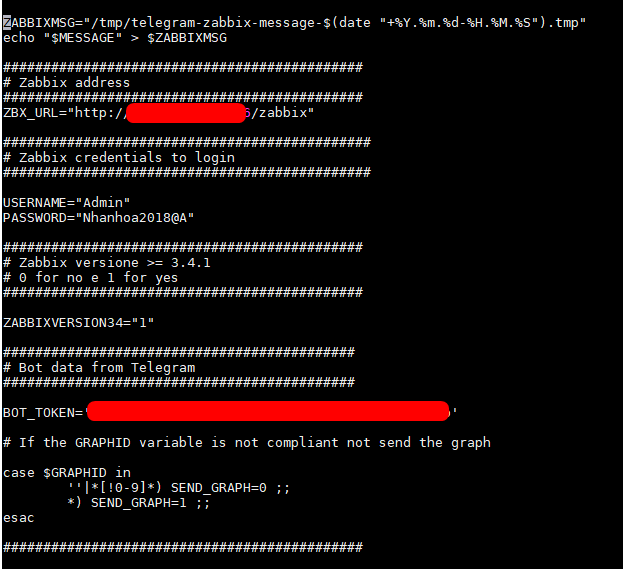 ZABBIXMSG="/tmp/telegram-zabbix-message-$(date "+%Y.%m.%d-%H.%M.%S").tmp"
echo "$MESSAGE" > $ZABBIXMSG
#############################################
# Zabbix address
#############################################
ZBX_URL="http:/ /zabbix"
##############################################
# Zabbix credentials to login
##############################################
USERNAME="Admin"
PASSWORD="Nhanhoa2018@A"
#############################################
# Zabbix versione >= 3.4.1
# 0 for no e 1 for yes
#############################################
ZABBIXVERSION34="1"
############################################
# Bot data from Telegram
############################################
BOT_TOKEN=' '
# If the GRAPHID variable is not compliant not send the graph
case $GRAPHID in
''|*[!0-9]*) SEND_GRAPH=0 ;;
*) SEND_GRAPH=1 ;;
esac
#############################################